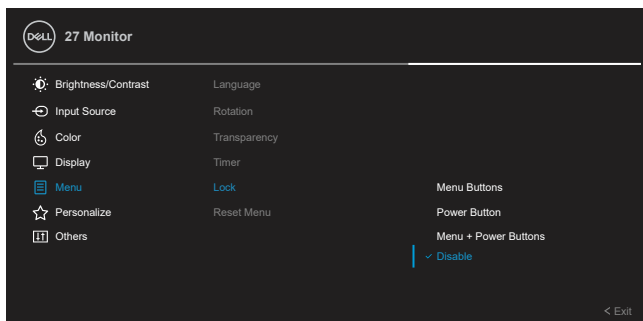 DELL 27 Monitor
Brightness/Contrast Language
Input Source Rotation
Color Transparency
Display Timer
Menu Lock Menu Buttons
Personalize Reset Menu Power Button
Others Menu + Power Buttons
Disable
< Exit